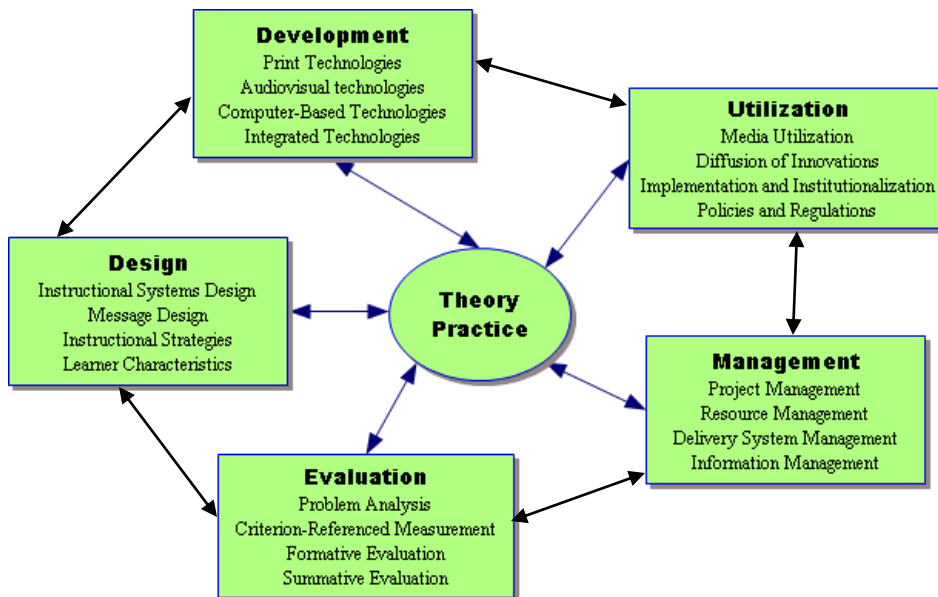 Development
Print Technologies
Audiovisual technologies
Computer-Based Technologies
Integrated Technologies
Utilization
Media Utilization
Diffusion of Innovations
Implementation and Institutionalization
Policies and Regulations
Design
Instructional Systems Design
Message Design
Instructional Strategies
Learner Characteristics
Theory
Practice
Management
Project Management
Resource Management
Delivery System Management
Information Management
Evaluation
Problem Analysis
Criterion-Referenced Measurement
Formative Evaluation
Summative Evaluation